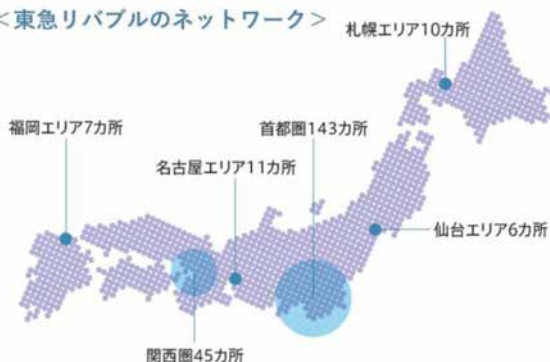 ＜東急リバブルのネットワーク＞
札幌エリア10カ所
福岡エリア7カ所
首都圏143カ所
名古屋エリア11カ所
仙台エリア6カ所
関西圏45カ所